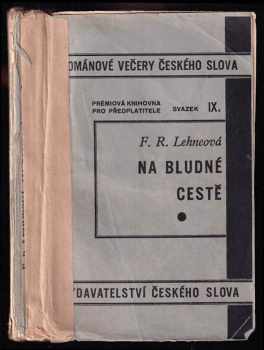 OMÁNOVÉ VEČERY ČESKÉHO SLOVA
PRÉMIOVÁ KNIHOVNA
PRO PŘEDPLATITELE SVAZEK IX.
F. R. Lehneová
NA BLUDNÉ
CESTĚ
YDAVATELSTVÍ ČESKÉHO SLOVA